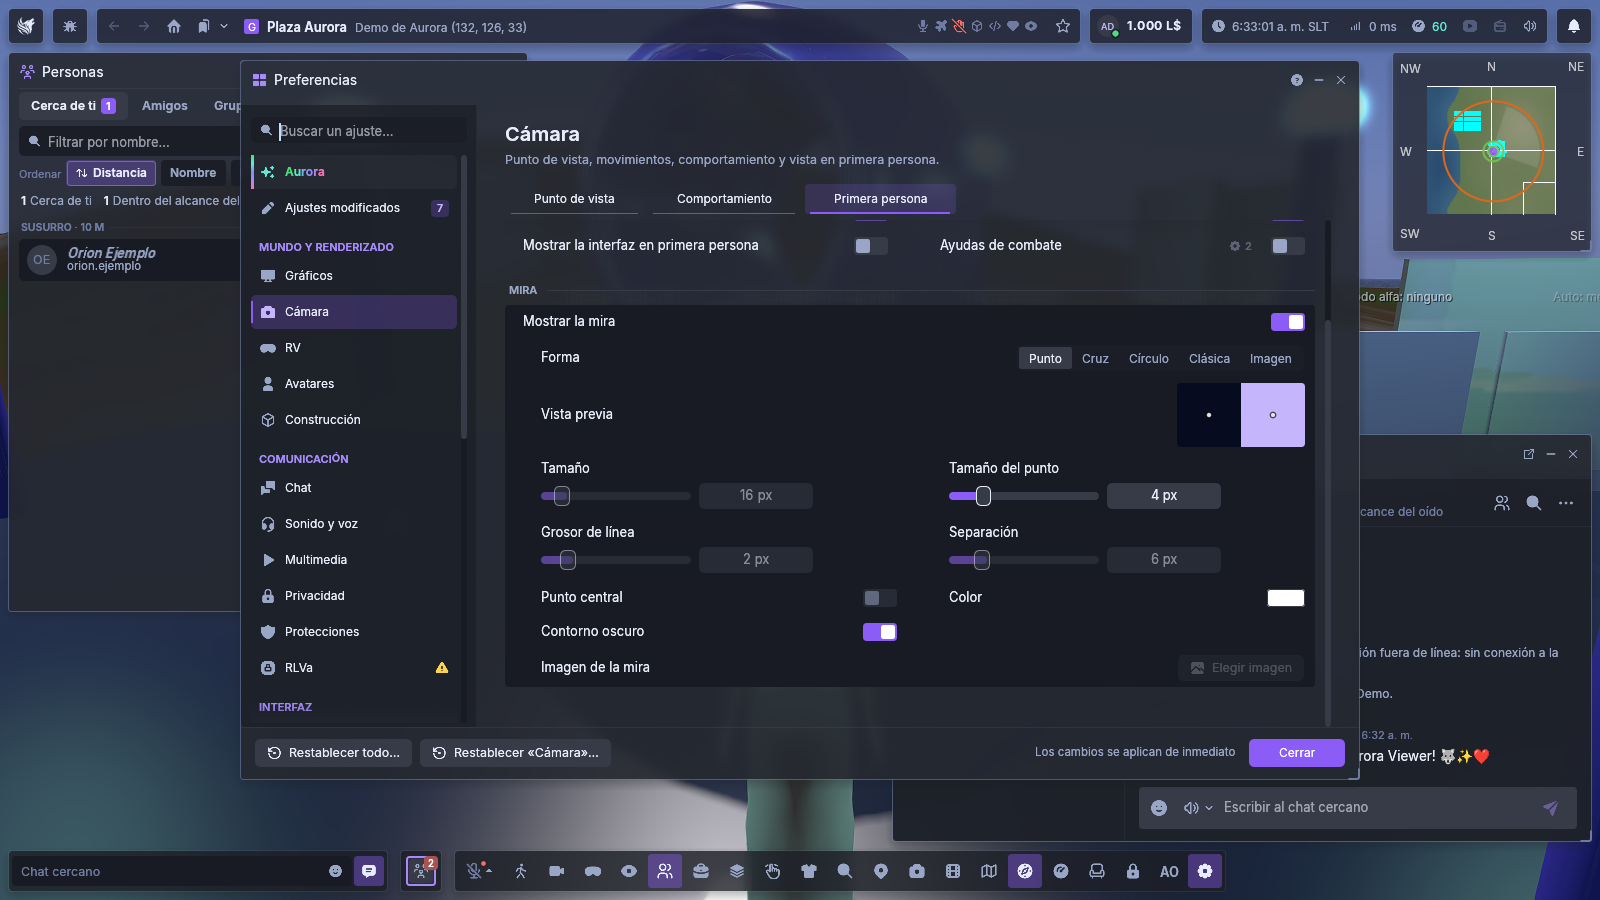 Plaza Aurora Demo de Aurora (132, 126, 33)
AD 1.000 L$
6:33:01 a. m. SLT 0 ms 60
Personas
Cerca de ti 1 Amigos Grup
Filtrar por nombre...
Ordenar Distancia Nombre
1 Cerca de ti 1 Dentro del alcance del
SUSURRO · 10 M
OE Orion Ejemplo
orion.ejemplo
Preferencias
Buscar un ajuste...
Aurora
Ajustes modificados 7
MUNDO Y RENDERIZADO
Gráficos
Cámara
RV
Avatares
Construcción
COMUNICACIÓN
Chat
Sonido y voz
Multimedia
Privacidad
Protecciones
RLVa
INTERFAZ
Cámara
Punto de vista, movimientos, comportamiento y vista en primera persona.
Punto de vista Comportamiento Primera persona
Mostrar la interfaz en primera persona
Ayudas de combate 2
MIRA
Mostrar la mira
Forma Punto Cruz Círculo Clásica Imagen
Vista previa
Tamaño 16 px
Tamaño del punto 4 px
Grosor de línea 2 px
Separación 6 px
Punto central
Color
Contorno oscuro
Imagen de la mira Elegir imagen
Restablecer todo... Restablecer «Cámara»... Los cambios se aplican de inmediato Cerrar
NW N NE
W E
SW S SE
do alfa: ninguno Auto: m
cance del oído
ión fuera de línea: sin conexión a la
Demo.
6:32 a. m.
rora Viewer! 🐺✨❤️
Escribir al chat cercano
Chat cercano
2
AO